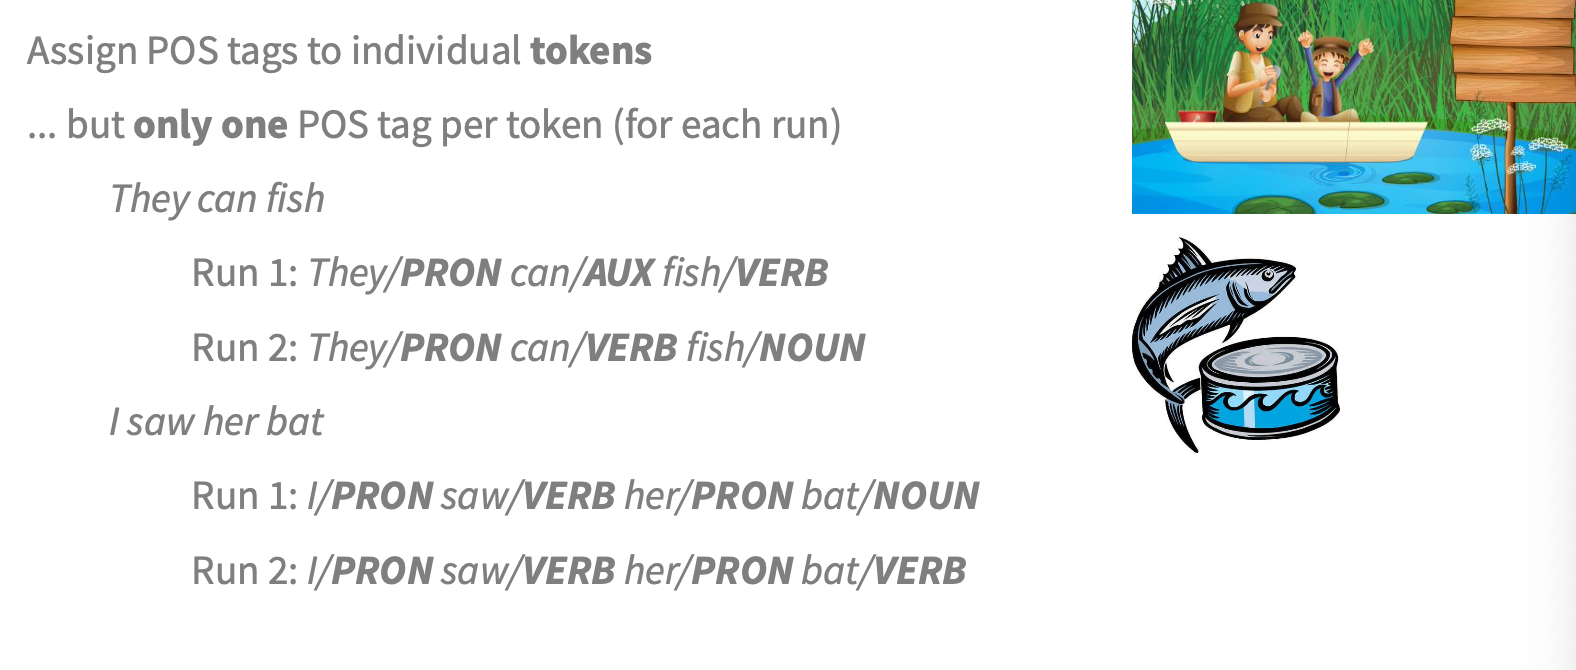 Assign POS tags to individual tokens
... but only one POS tag per token (for each run)
They can fish
Run 1: They/PRON can/AUX fish/VERB
Run 2: They/PRON can/VERB fish/NOUN
I saw her bat
Run 1: I/PRON saw/VERB her/PRON bat/NOUN
Run 2: I/PRON saw/VERB her/PRON bat/VERB